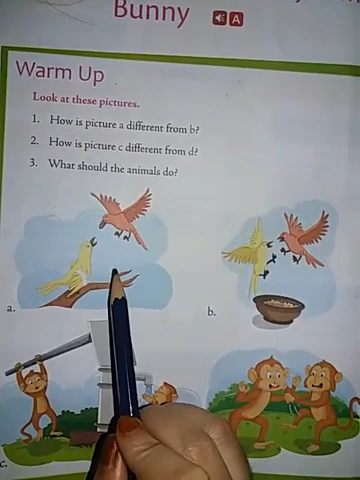 Bunny
A
Warm Up
Look at these pictures.
1. How is picture a different from b?
2. How is picture c different from d?
3. What should the animals do?
a.
b.
c.